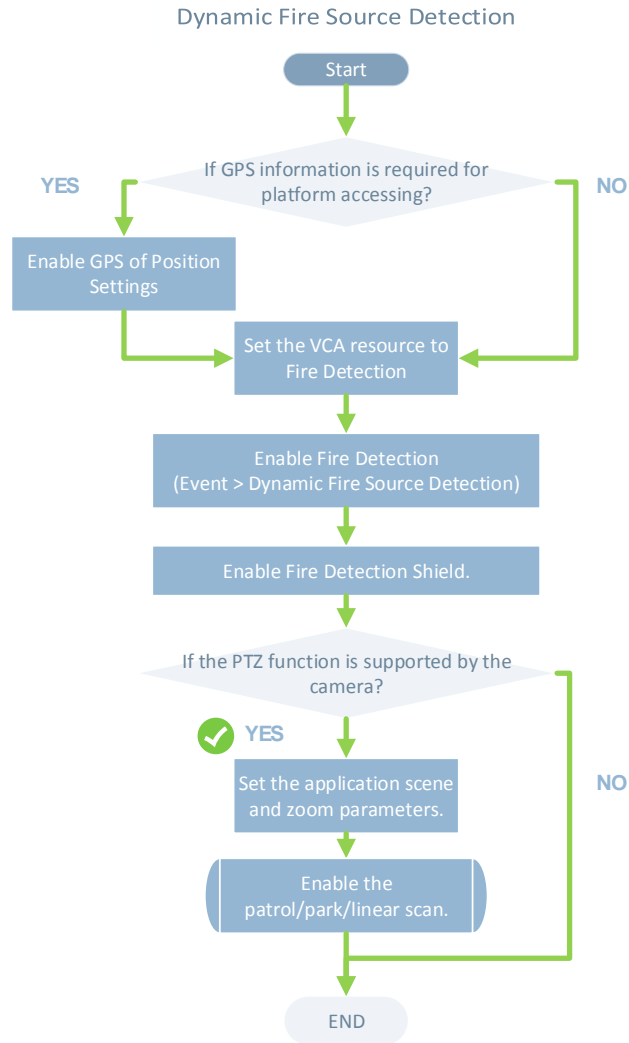 Dynamic Fire Source Detection
Start
If GPS information is required for
platform accessing?
YES
NO
Enable GPS of Position
Settings
Set the VCA resource to
Fire Detection
Enable Fire Detection
(Event > Dynamic Fire Source Detection)
Enable Fire Detection Shield.
If the PTZ function is supported by the
camera?
YES
NO
Set the application scene
and zoom parameters.
Enable the
patrol/park/linear scan.
END